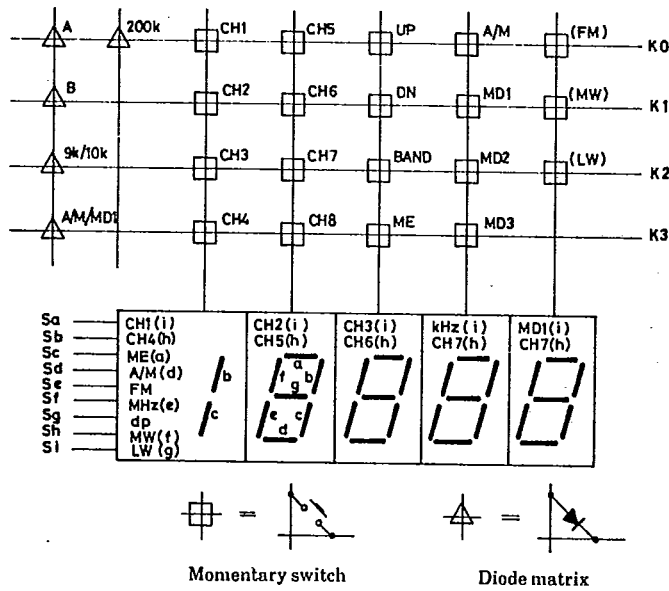 A 200k CH1 CH5 UP A/M (FM) K0
B CH2 CH6 DN MD1 (MW) K1
9k/10k CH3 CH7 BAND MD2 (LW) K2
A/M/MD1 CH4 CH8 ME MD3 K3
Sa CH1(i) CH2(i) CH3(i) kHz(i) MD1(i)
Sb CH4(h) CH5(h) CH6(h) CH7(h) CH7(h)
Sc ME(a) a
Sd A/M(d) b f b
Se FM g
Sf MHz(e) e c
Sg dp c d
Sh MW(f)
Si LW(g)
= =
Momentary switch Diode matrix